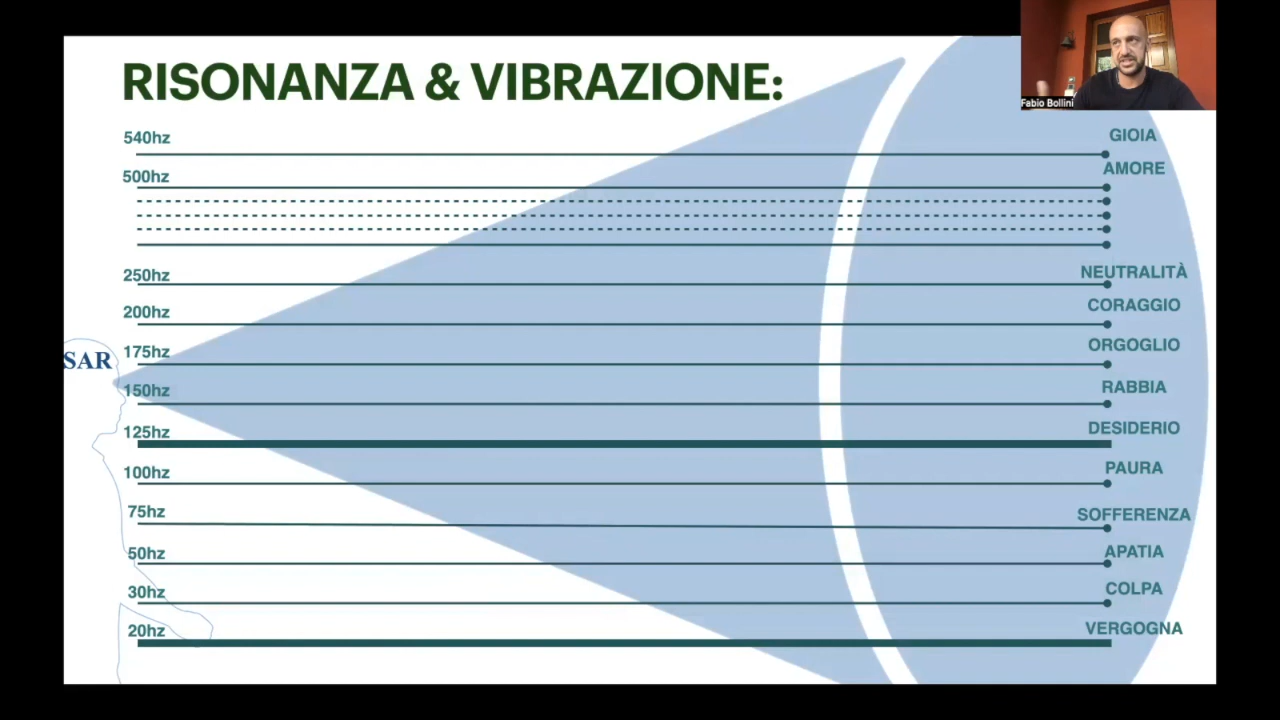 RISONANZA & VIBRAZIONE:
Fabio Bollini
540hz GIOIA
500hz AMORE
250hz NEUTRALITÀ
200hz CORAGGIO
175hz ORGOGLIO
SAR
150hz RABBIA
125hz DESIDERIO
100hz PAURA
75hz SOFFERENZA
50hz APATIA
30hz COLPA
20hz VERGOGNA